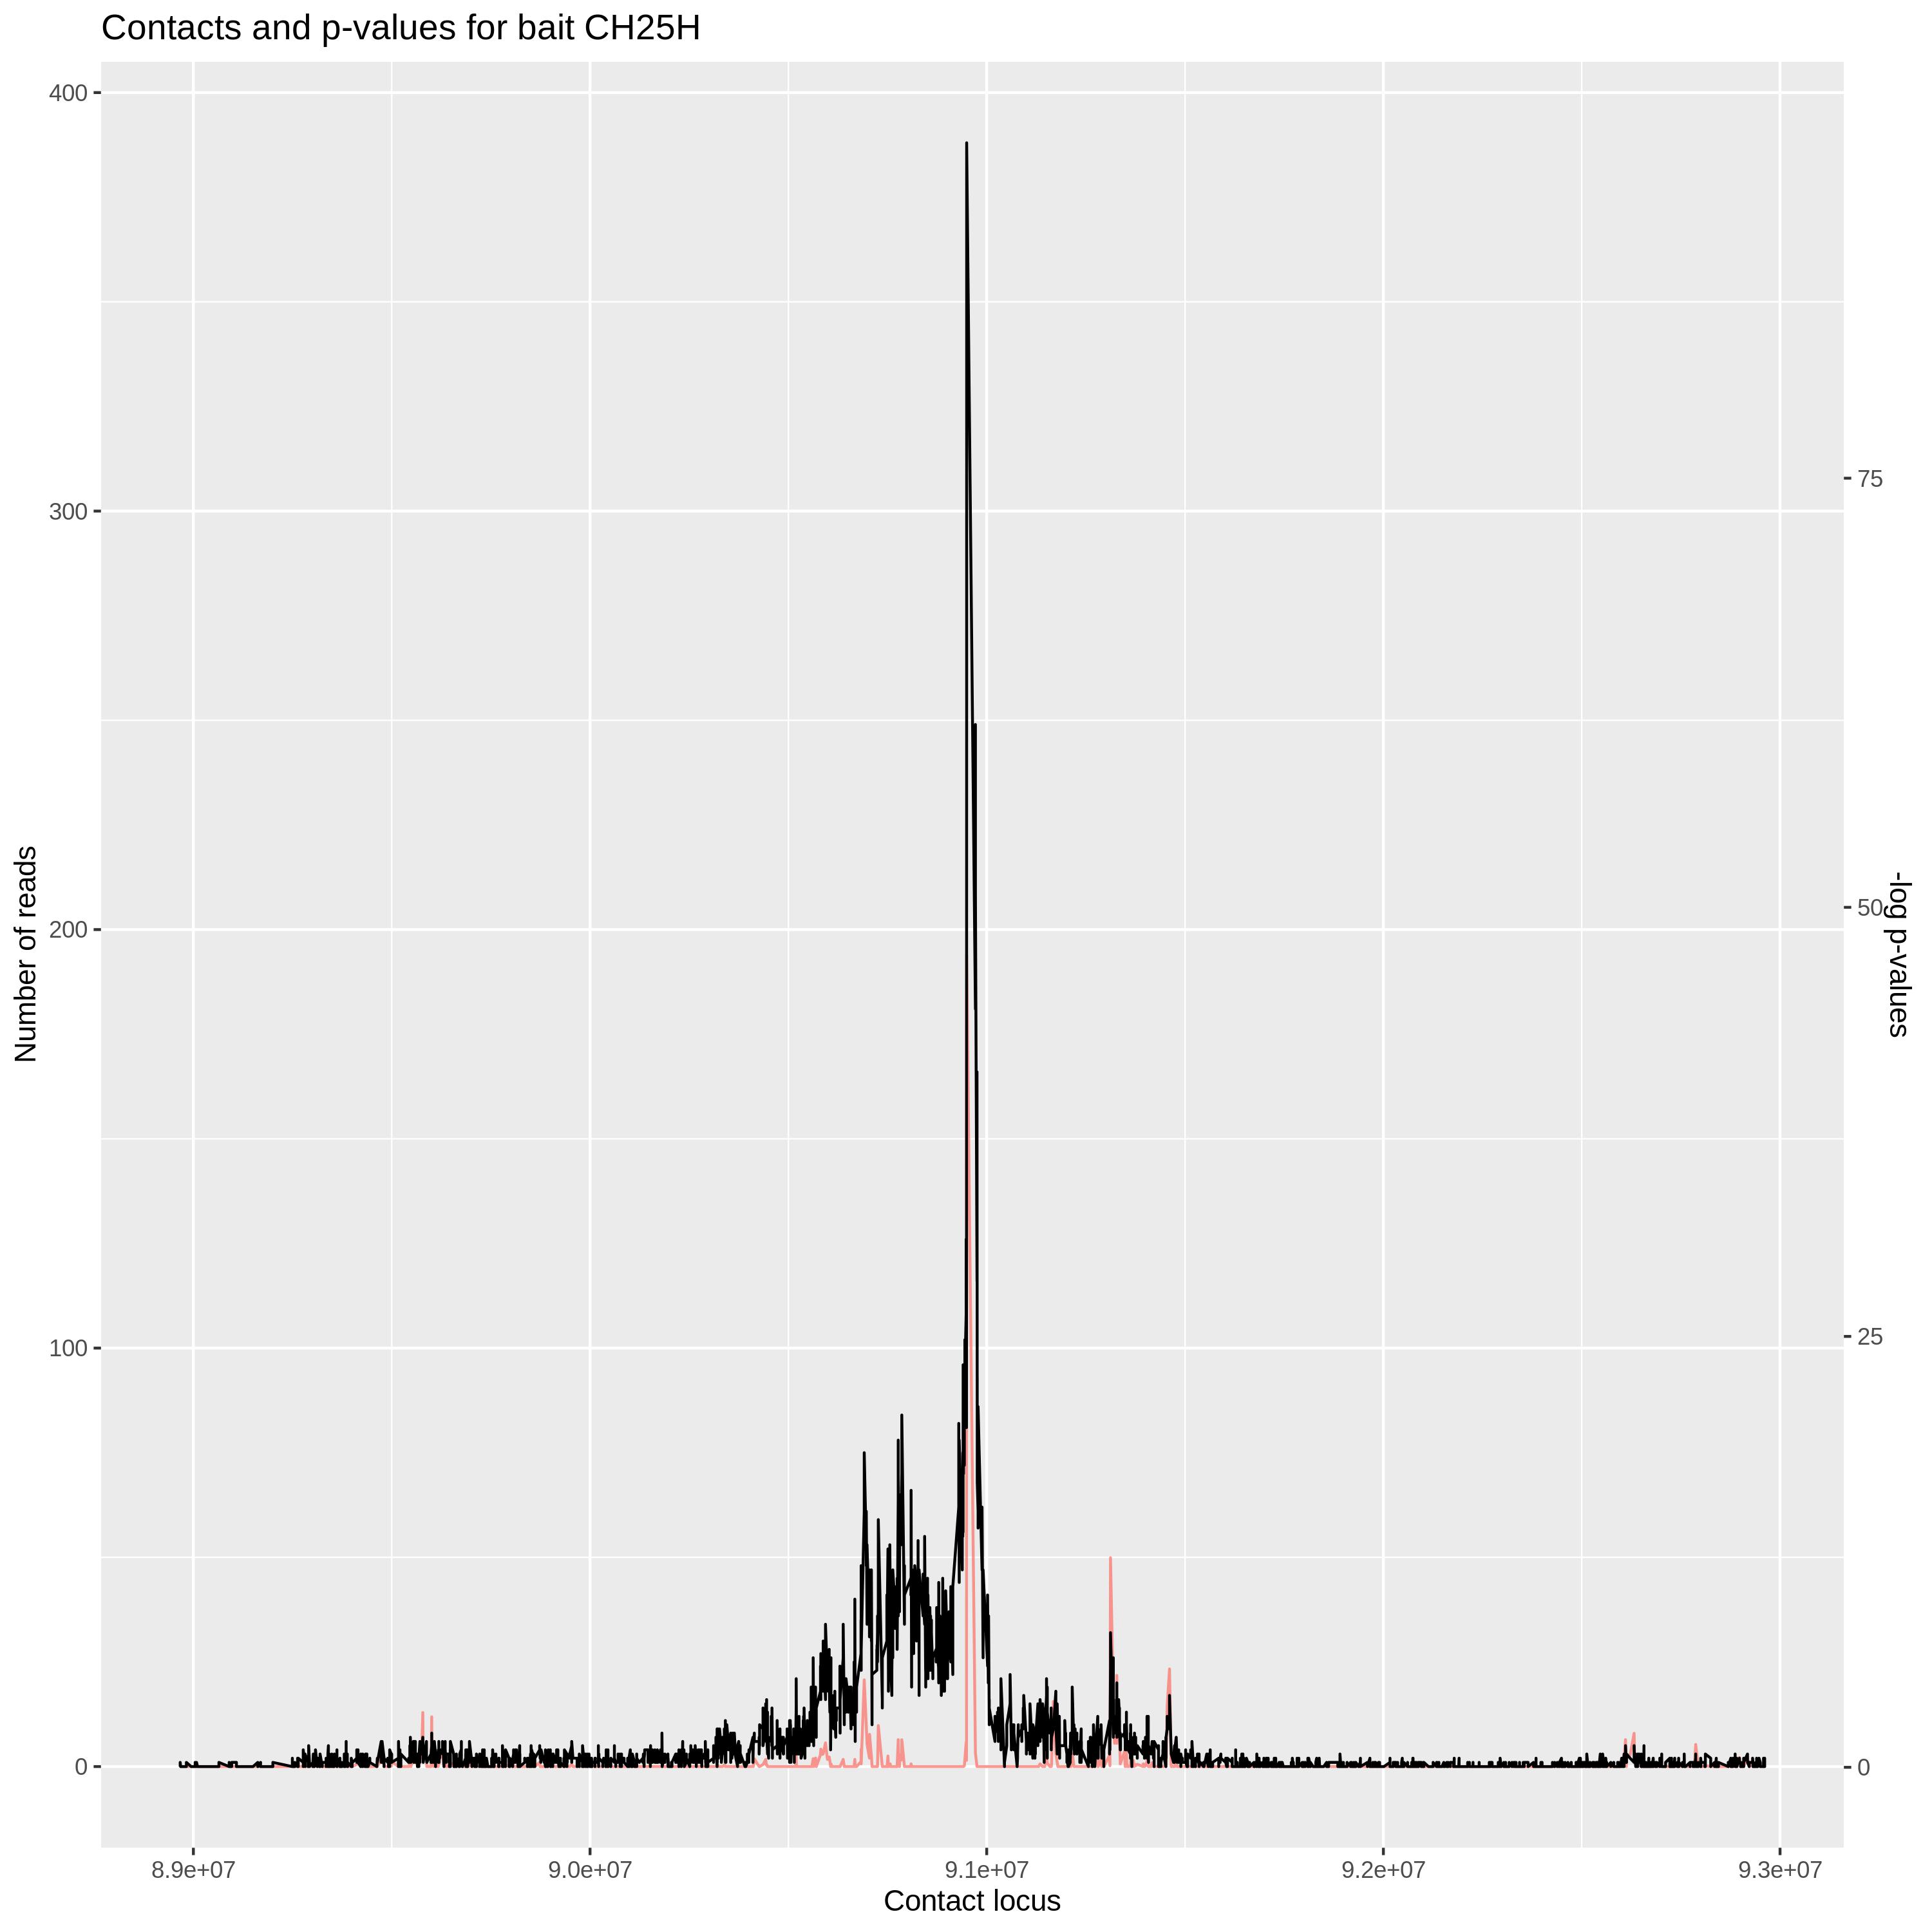 Contacts and p-values for bait CH25H
400
300
200
100
0
75
50
25
0
Number of reads
-log p-values
8.9e+07 9.0e+07 9.1e+07 9.2e+07 9.3e+07
Contact locus